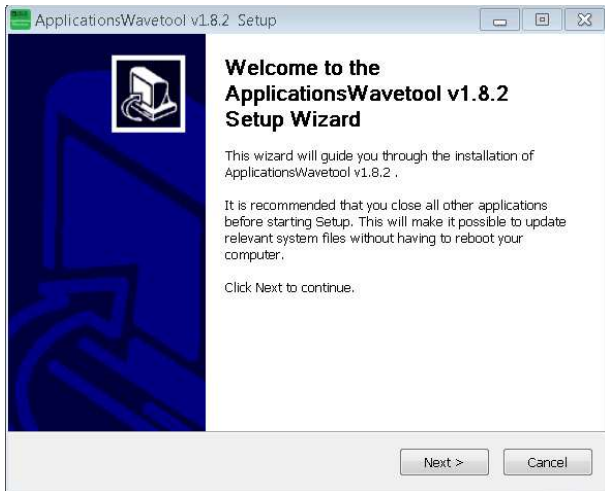 ApplicationsWavetool v1.8.2 Setup
Welcome to the
ApplicationsWavetool v1.8.2
Setup Wizard
This wizard will guide you through the installation of
ApplicationsWavetool v1.8.2 .
It is recommended that you close all other applications
before starting Setup. This will make it possible to update
relevant system files without having to reboot your
computer.
Click Next to continue.
Next >
Cancel